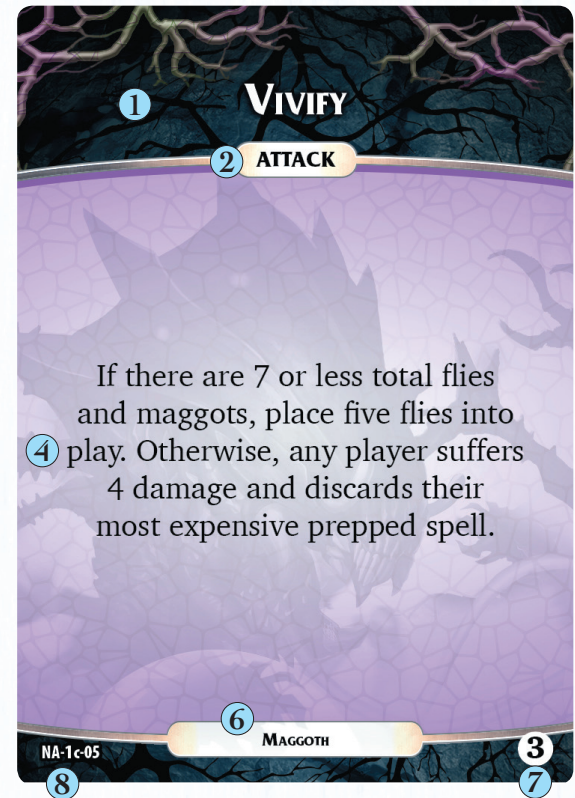 VIVIFY
1
2 ATTACK
If there are 7 or less total flies
and maggots, place five flies into
4 play. Otherwise, any player suffers
4 damage and discards their
most expensive prepped spell.
6
MAGGOTH
NA-1c-05
3
8
7